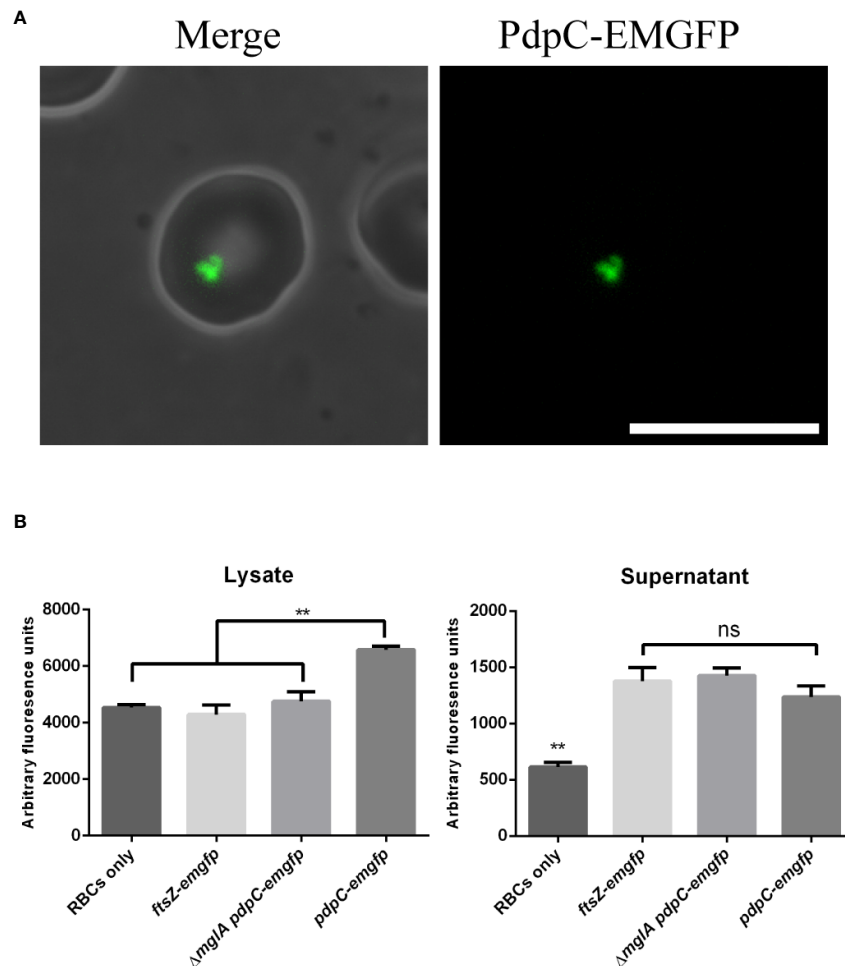 A
Merge
PdpC-EMGFP
B
Lysate
Arbitrary fluoresence units
8000
6000
4000
2000
0
**
RBCs only
ftsZ-emgfp
ΔmglA pdpC-emgfp
pdpC-emgfp
Supernatant
Arbitrary fluoresence units
2000
1500
1000
500
0
**
ns
RBCs only
ftsZ-emgfp
ΔmglA pdpC-emgfp
pdpC-emgfp